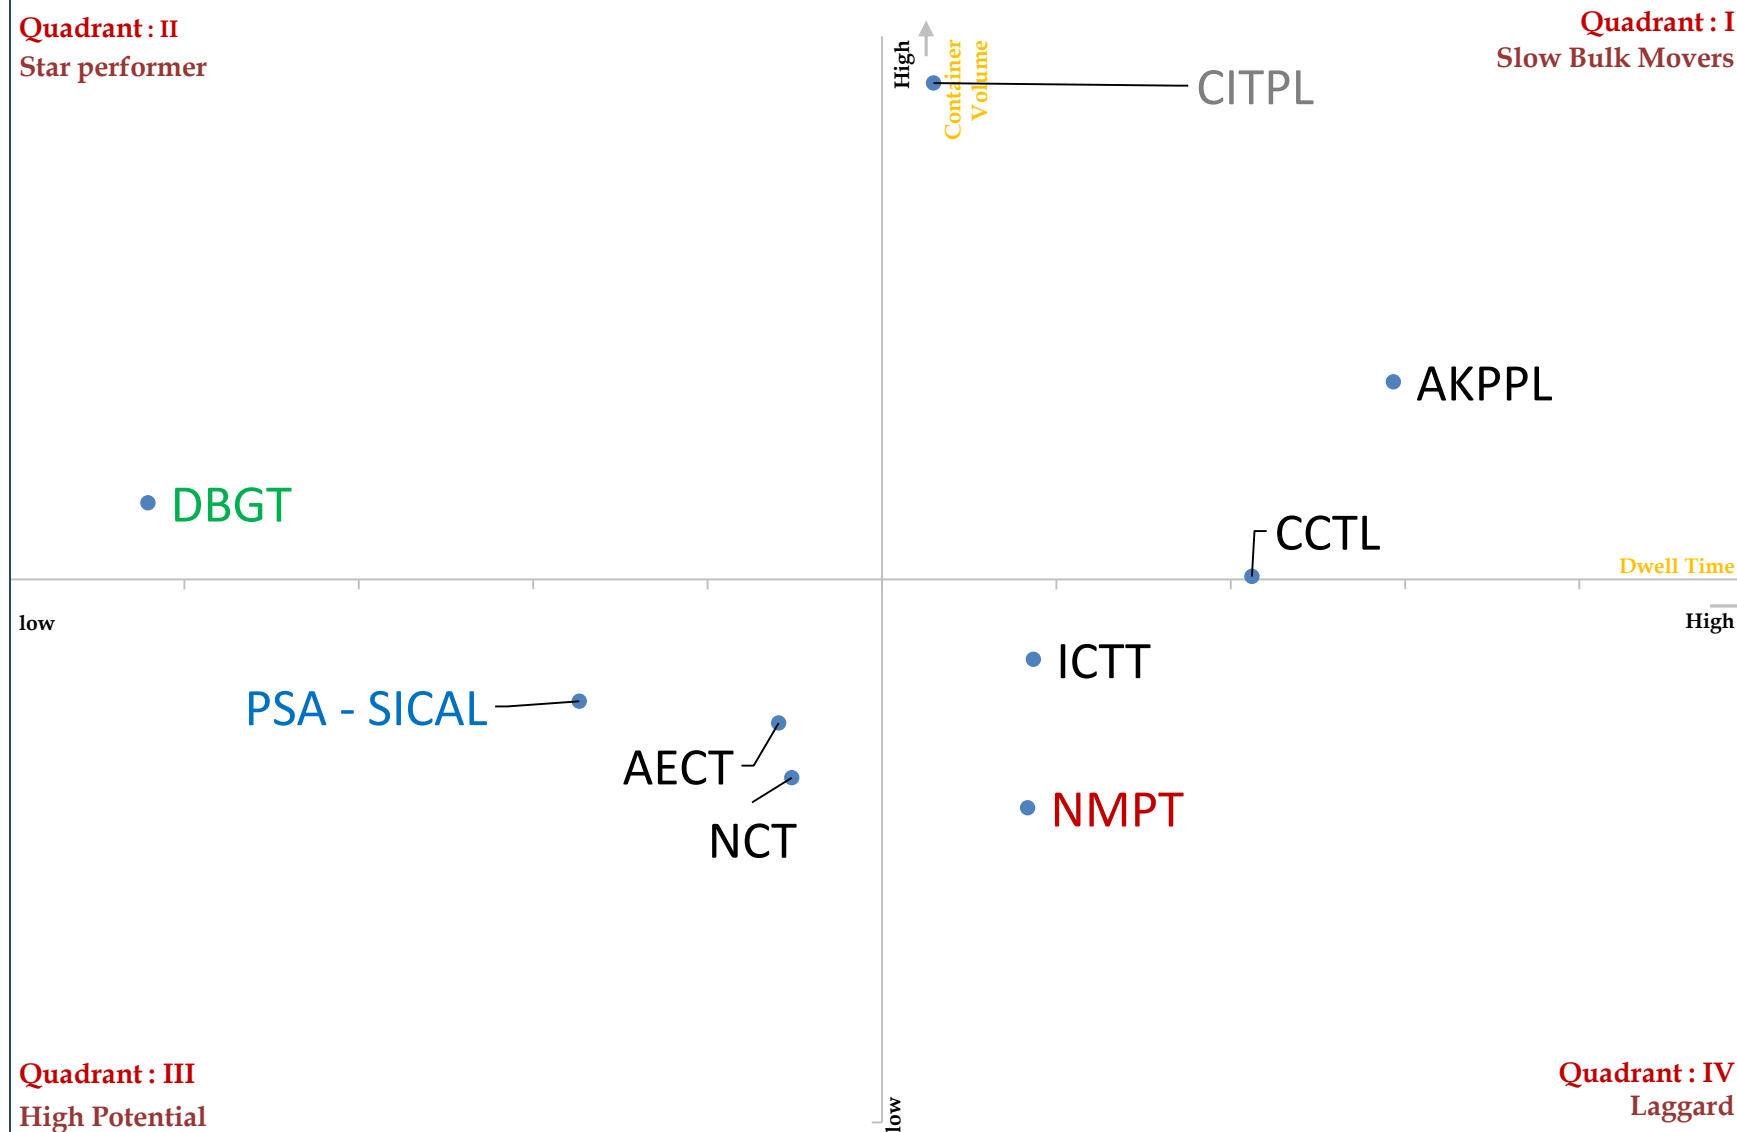 Quadrant : II
Star performer
Quadrant : I
Slow Bulk Movers
High
Container
Volume
CITPL
AKPPL
DBGT
CCTL
Dwell Time
low
High
ICTT
PSA - SICAL
AECT
NMPT
NCT
Quadrant : III
High Potential
low
Quadrant : IV
Laggard